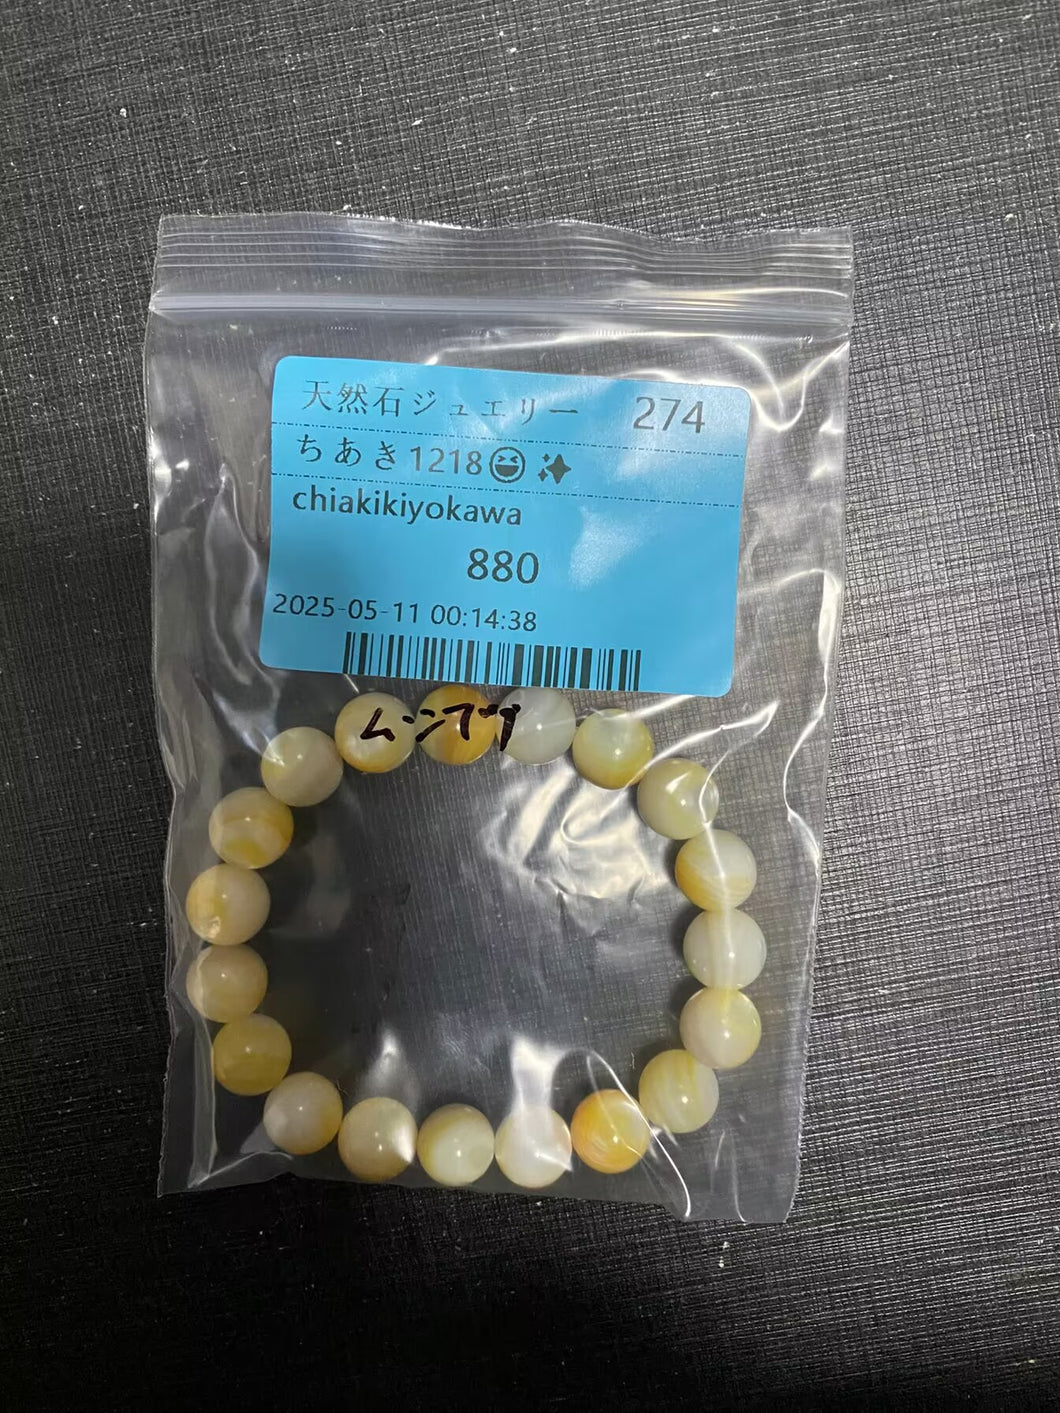 天然石ジュエリー 274
ちあき1218😆✨
chiakikiyokawa
880
2025-05-11 00:14:38